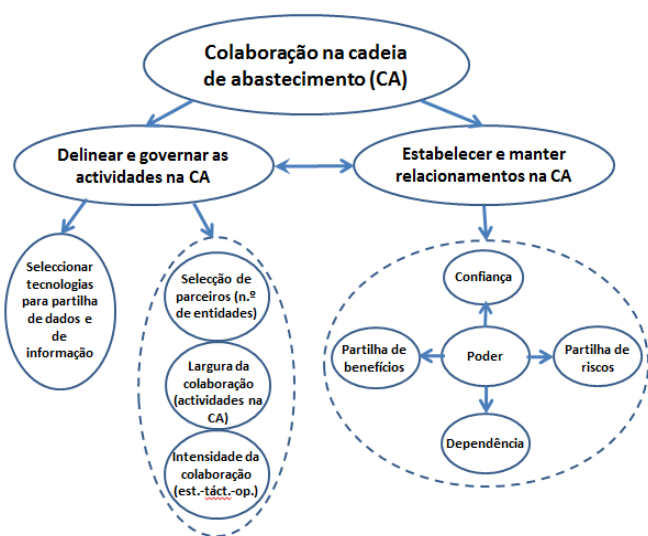 Colaboração na cadeia
de abastecimento (CA)
Delinear e governar as
actividades na CA
Estabelecer e manter
relacionamentos na CA
Seleccionar
tecnologias
para partilha
de dados e
de
informação
Selecção de
parceiros (n.º
de entidades)
Largura da
colaboração
(actividades na
CA)
Intensidade da
colaboração
(est.-táct.-op.)
Confiança
Partilha de
benefícios
Poder
Partilha de
riscos
Dependência